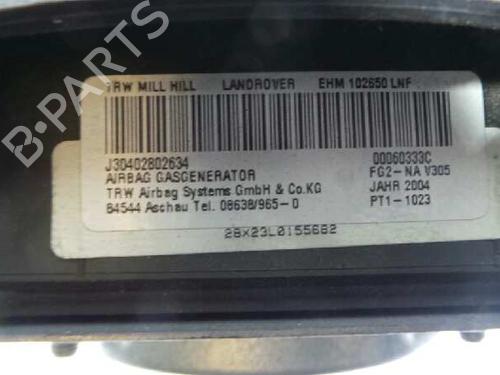 TRW MILL HILL LANDROVER EHM 102650 LNF
J30402802634 00060333C
AIRBAG GASGENERATOR FG2-NA V305
TRW Airbag Systems GmbH & Co.KG JAHR 2004
84544 Aschau Tel. 08638/965-0 PT1-1023
28X23L0155682
B-PARTS